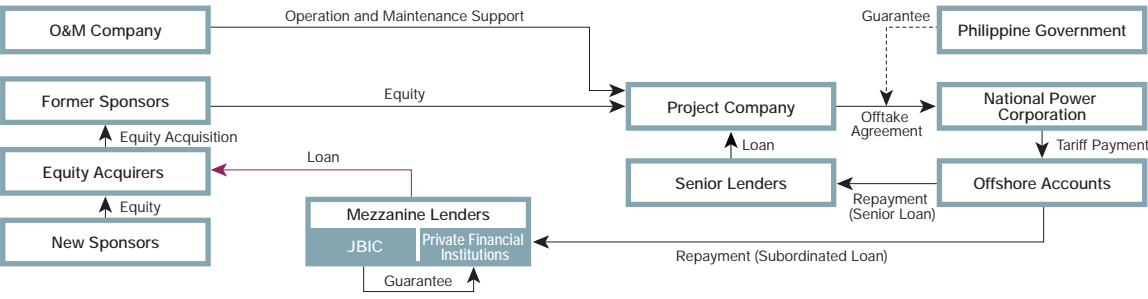 O&M Company
Operation and Maintenance Support
Guarantee
Philippine Government
Former Sponsors
Equity
Project Company
Offtake
Agreement
National Power
Corporation
Equity Acquisition
Loan
Tariff Payment
Equity Acquirers
Loan
Senior Lenders
Repayment
(Senior Loan)
Offshore Accounts
Equity
New Sponsors
Mezzanine Lenders
JBIC
Private Financial
Institutions
Repayment (Subordinated Loan)
Guarantee